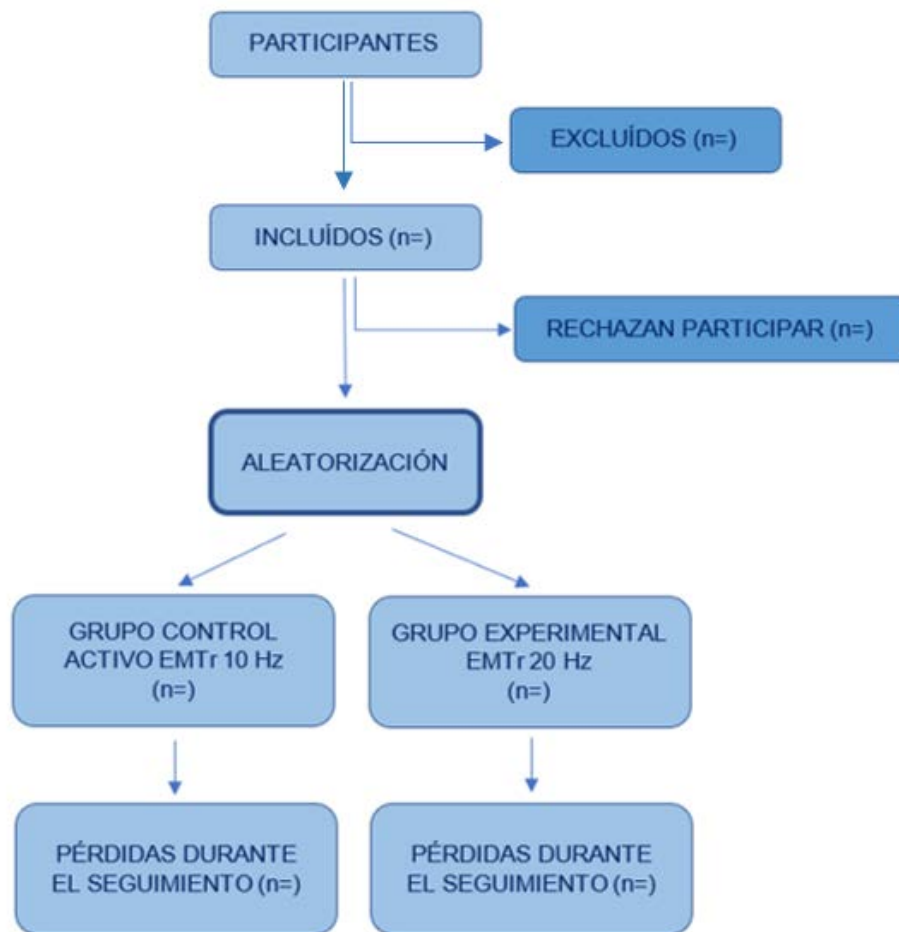 PARTICIPANTES
EXCLUÍDOS (n=)
INCLUÍDOS (n=)
RECHAZAN PARTICIPAR (n=)
ALEATORIZACIÓN
GRUPO CONTROL
ACTIVO EMTr 10 Hz
(n=)
GRUPO EXPERIMENTAL
EMTr 20 Hz
(n=)
PÉRDIDAS DURANTE
EL SEGUIMIENTO (n=)
PÉRDIDAS DURANTE
EL SEGUIMIENTO (n=)